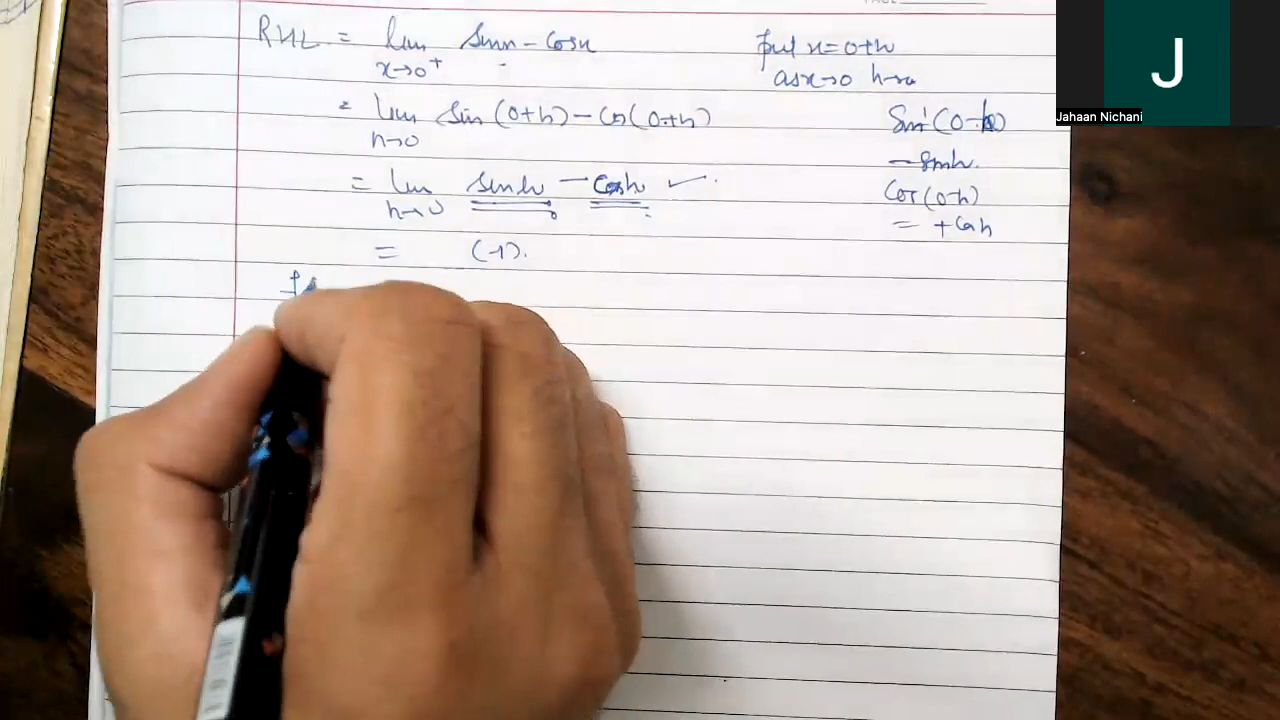 RHL = lim sinx - cosx
x→0+
put x = 0+h
as x→0 h→0
= lim sin(0+h) - cos(0+h)
h→0
= lim sinh - cosh ✓.
h→0
= (-1).
f
sin(0-h)
-sinh.
cos(0-h)
= +cosh
J
Jahaan Nichani